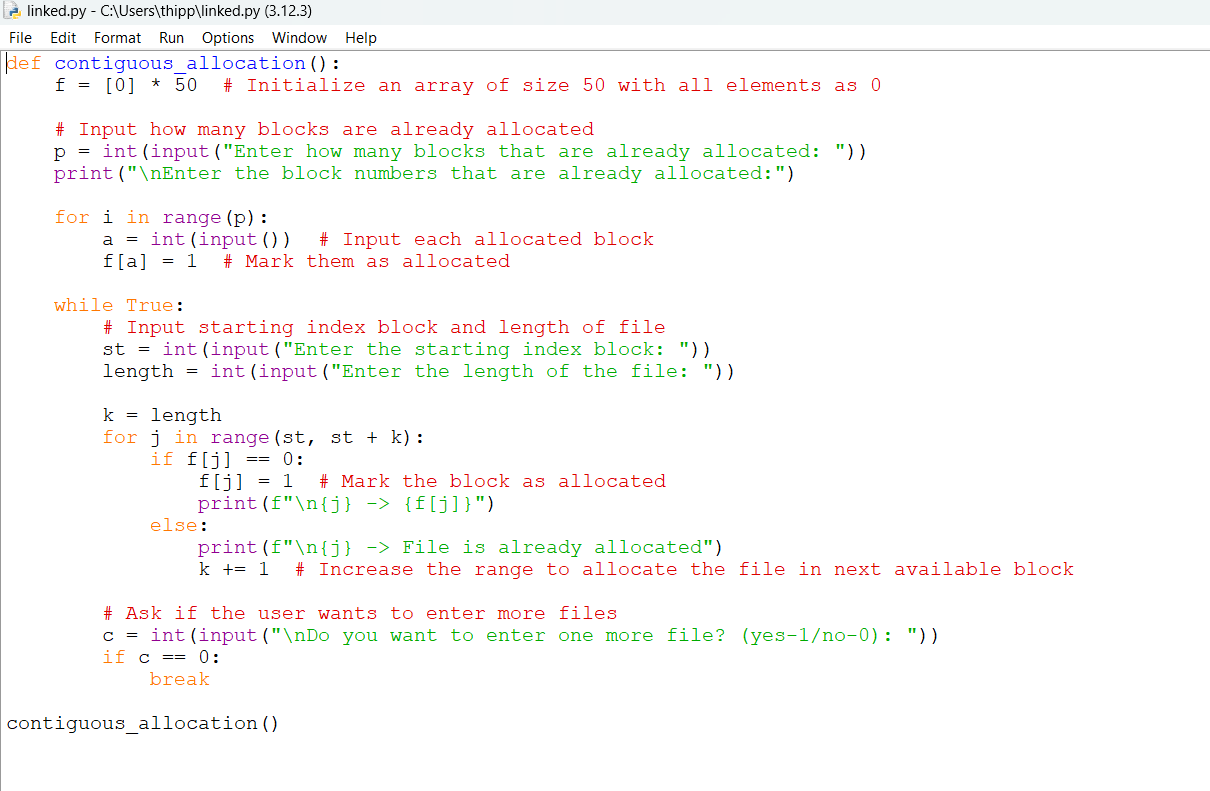 linked.py - C:\Users\thipp\linked.py (3.12.3)
File Edit Format Run Options Window Help
def contiguous_allocation():
    f = [0] * 50  # Initialize an array of size 50 with all elements as 0

    # Input how many blocks are already allocated
    p = int(input("Enter how many blocks that are already allocated: "))
    print("\nEnter the block numbers that are already allocated:")

    for i in range(p):
        a = int(input())  # Input each allocated block
        f[a] = 1  # Mark them as allocated

    while True:
        # Input starting index block and length of file
        st = int(input("Enter the starting index block: "))
        length = int(input("Enter the length of the file: "))

        k = length
        for j in range(st, st + k):
            if f[j] == 0:
                f[j] = 1  # Mark the block as allocated
                print(f"\n{j} -> {f[j]}")
            else:
                print(f"\n{j} -> File is already allocated")
                k += 1  # Increase the range to allocate the file in next available block

        # Ask if the user wants to enter more files
        c = int(input("\nDo you want to enter one more file? (yes-1/no-0): "))
        if c == 0:
            break

contiguous_allocation()